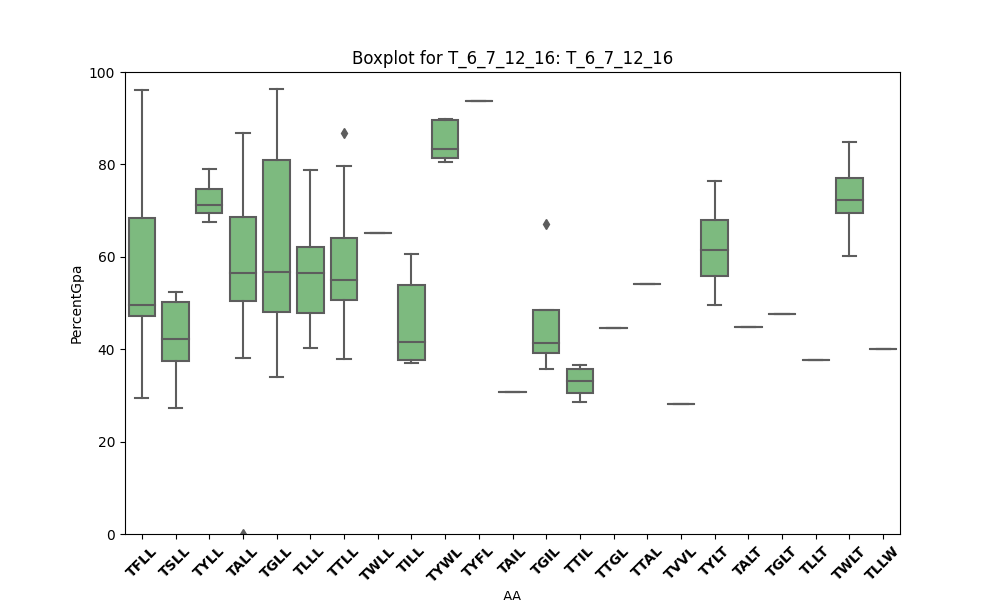 Boxplot for T_6_7_12_16: T_6_7_12_16
PercentGpa
100
80
60
40
20
0
TFLL TSLL TYLL TALL TGLL TLLL TTLL TWLL TILL TYWL TYFL TAIL TGIL TTIL TTGL TTAL TVVL TYLT TALT TGLT TLLT TWLT TLLW
AA